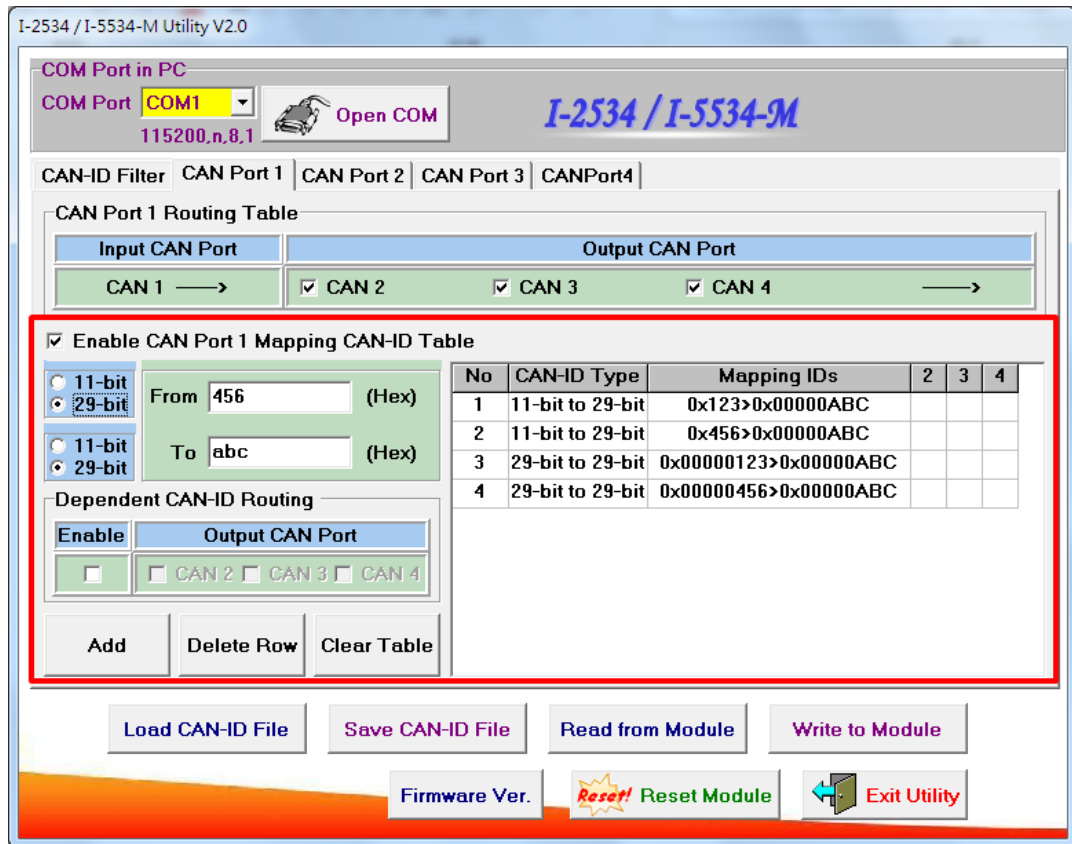 I-2534 / I-5534-M Utility V2.0
COM Port in PC
COM Port COM1
115200,n,8,1
Open COM
I-2534 / I-5534-M
CAN-ID Filter CAN Port 1 CAN Port 2 CAN Port 3 CANPort4
CAN Port 1 Routing Table
Input CAN Port Output CAN Port
CAN 1 ---> CAN 2 CAN 3 CAN 4 --->
Enable CAN Port 1 Mapping CAN-ID Table
11-bit
29-bit
From 456 (Hex)
11-bit
29-bit
To abc (Hex)
Dependent CAN-ID Routing
Enable Output CAN Port
CAN 2 CAN 3 CAN 4
Add Delete Row Clear Table
No CAN-ID Type Mapping IDs 2 3 4
1 11-bit to 29-bit 0x123>0x00000ABC
2 11-bit to 29-bit 0x456>0x00000ABC
3 29-bit to 29-bit 0x00000123>0x00000ABC
4 29-bit to 29-bit 0x00000456>0x00000ABC
Load CAN-ID File Save CAN-ID File Read from Module Write to Module
Firmware Ver. Reset! Reset Module Exit Utility